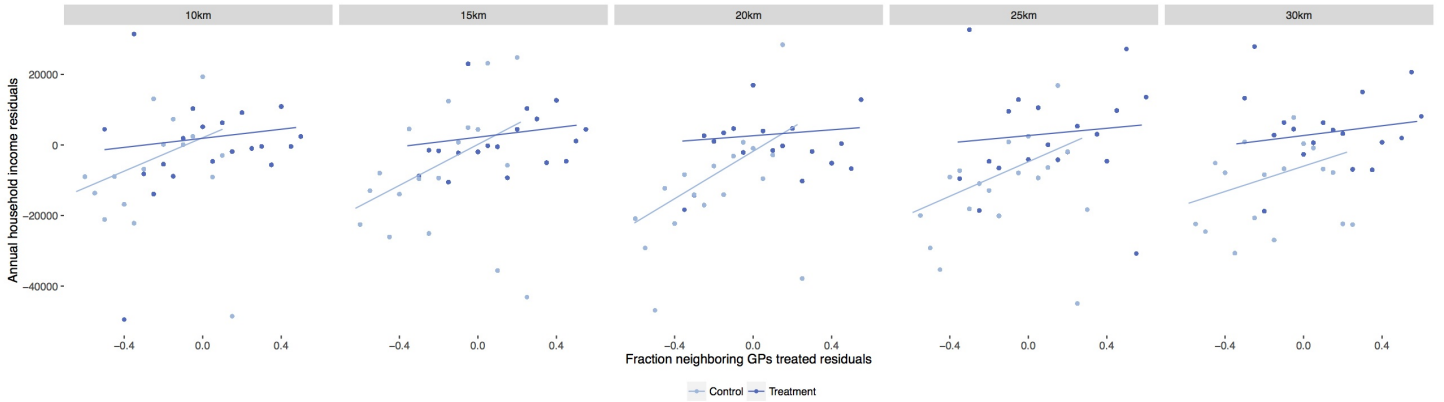 10km 15km 20km 25km 30km
20000
0
−20000
−40000
Annual household income residuals
−0.4 0.0 0.4 −0.4 0.0 0.4 −0.4 0.0 0.4 −0.4 0.0 0.4 −0.4 0.0 0.4
Fraction neighboring GPs treated residuals
Control Treatment